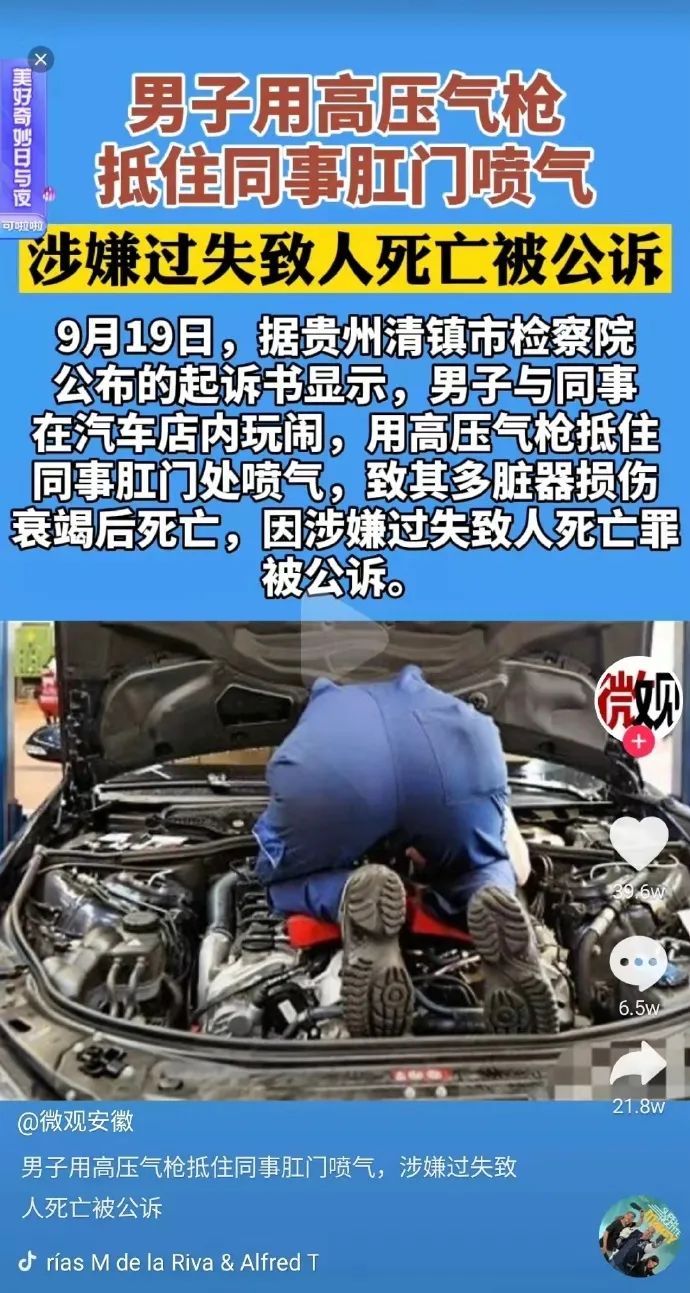 美好奇妙日与夜
可啦啦
男子用高压气枪
抵住同事肛门喷气
涉嫌过失致人死亡被公诉
9月19日，据贵州清镇市检察院
公布的起诉书显示，男子与同事
在汽车店内玩闹，用高压气枪抵住
同事肛门处喷气，致其多脏器损伤
衰竭后死亡，因涉嫌过失致人死亡罪
被公诉。
微观
39.6w
6.5w
21.8w
@微观安徽
男子用高压气枪抵住同事肛门喷气，涉嫌过失致
人死亡被公诉
rías M de la Riva & Alfred T